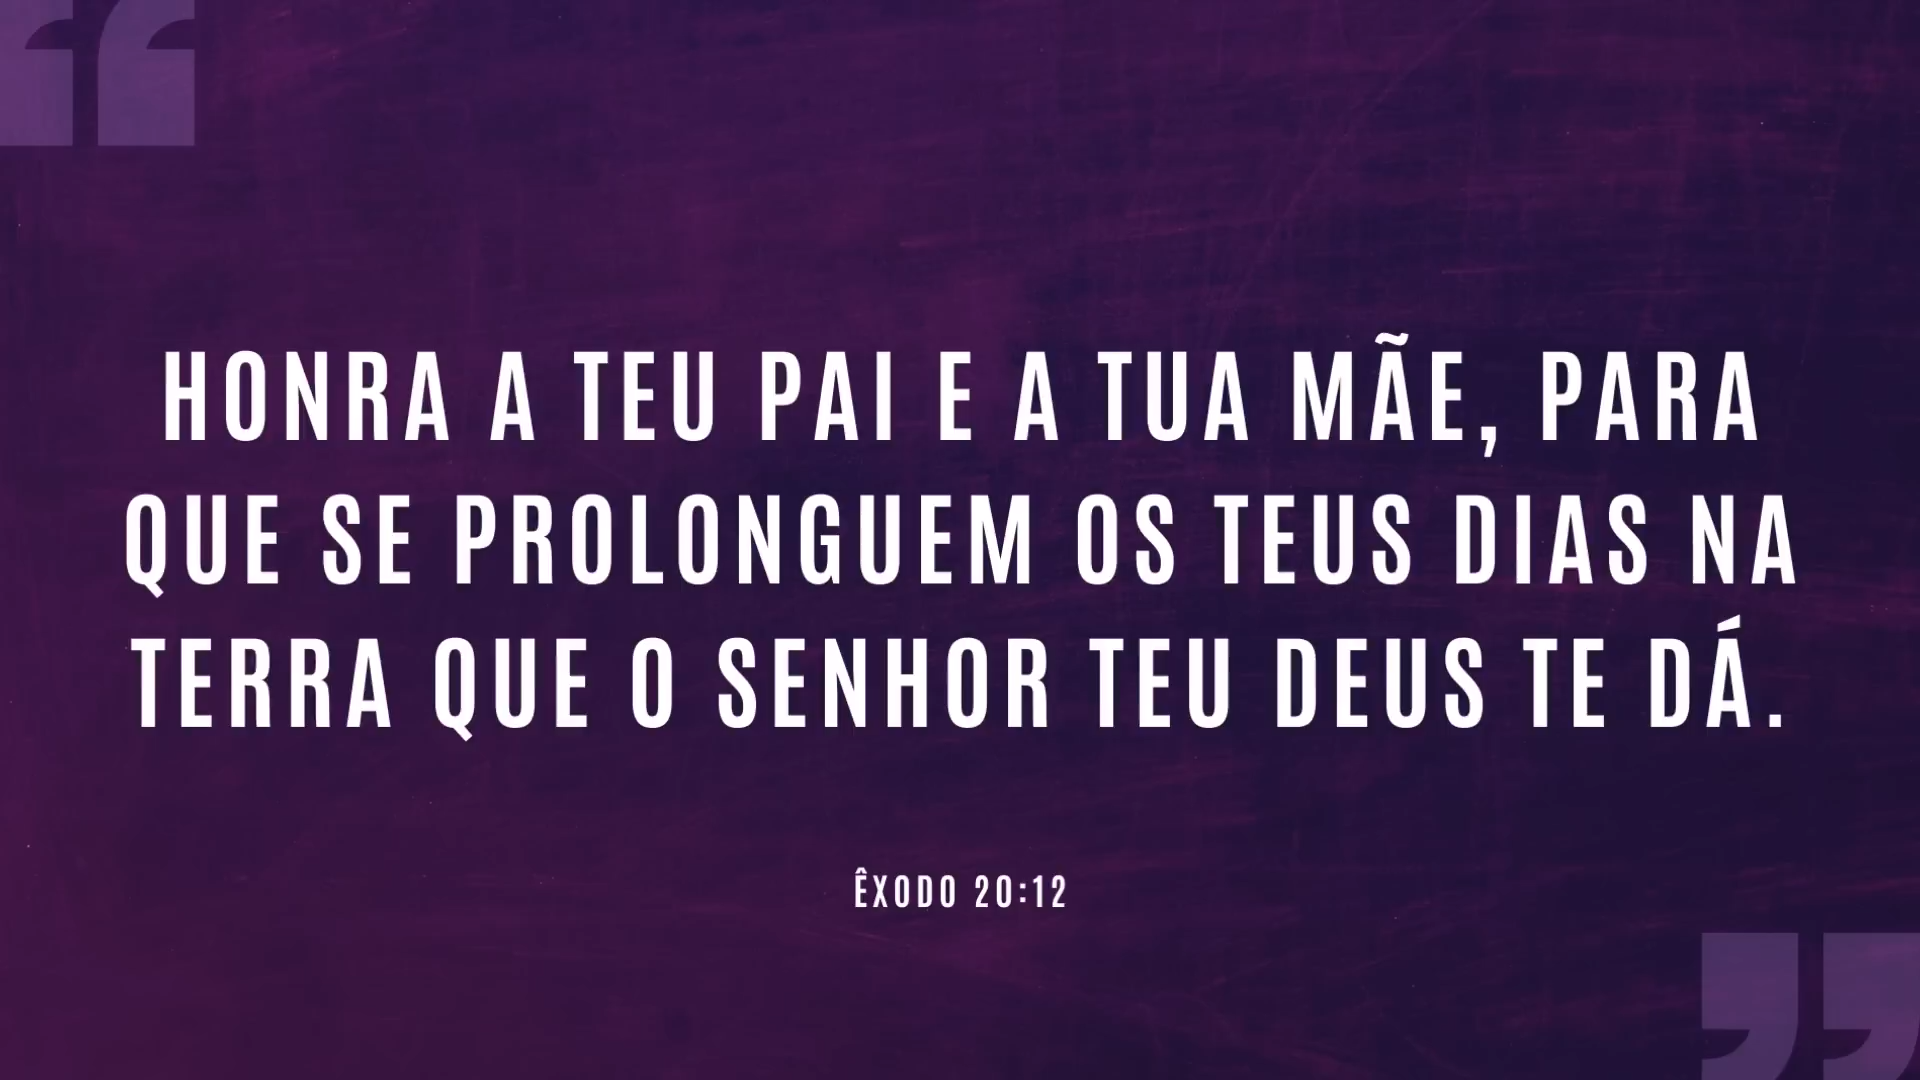 HONRA A TEU PAI E A TUA MÃE, PARA
QUE SE PROLONGUEM OS TEUS DIAS NA
TERRA QUE O SENHOR TEU DEUS TE DÁ.
ÊXODO 20:12